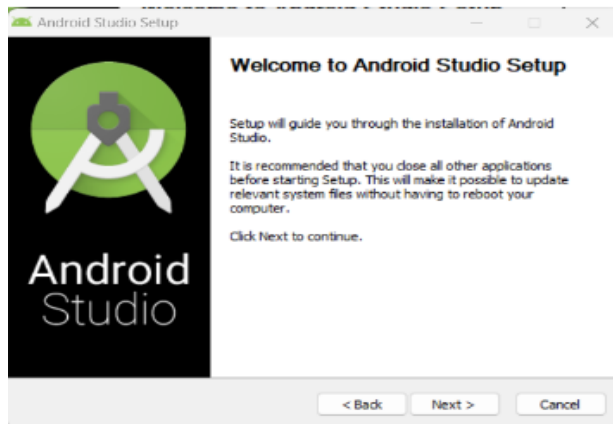 Android Studio Setup
Welcome to Android Studio Setup
Setup will guide you through the installation of Android
Studio.
It is recommended that you close all other applications
before starting Setup. This will make it possible to update
relevant system files without having to reboot your
computer.
Click Next to continue.
Android
Studio
< Back
Next >
Cancel